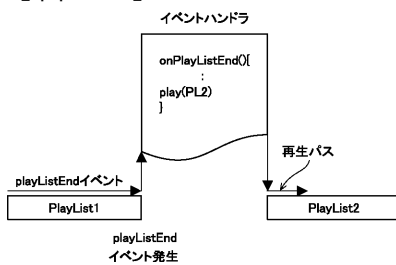 イベントハンドラ
onPlayListEnd(){
:
play(PL2)
}
再生パス
playListEndイベント
PlayList1
PlayList2
playListEnd
イベント発生